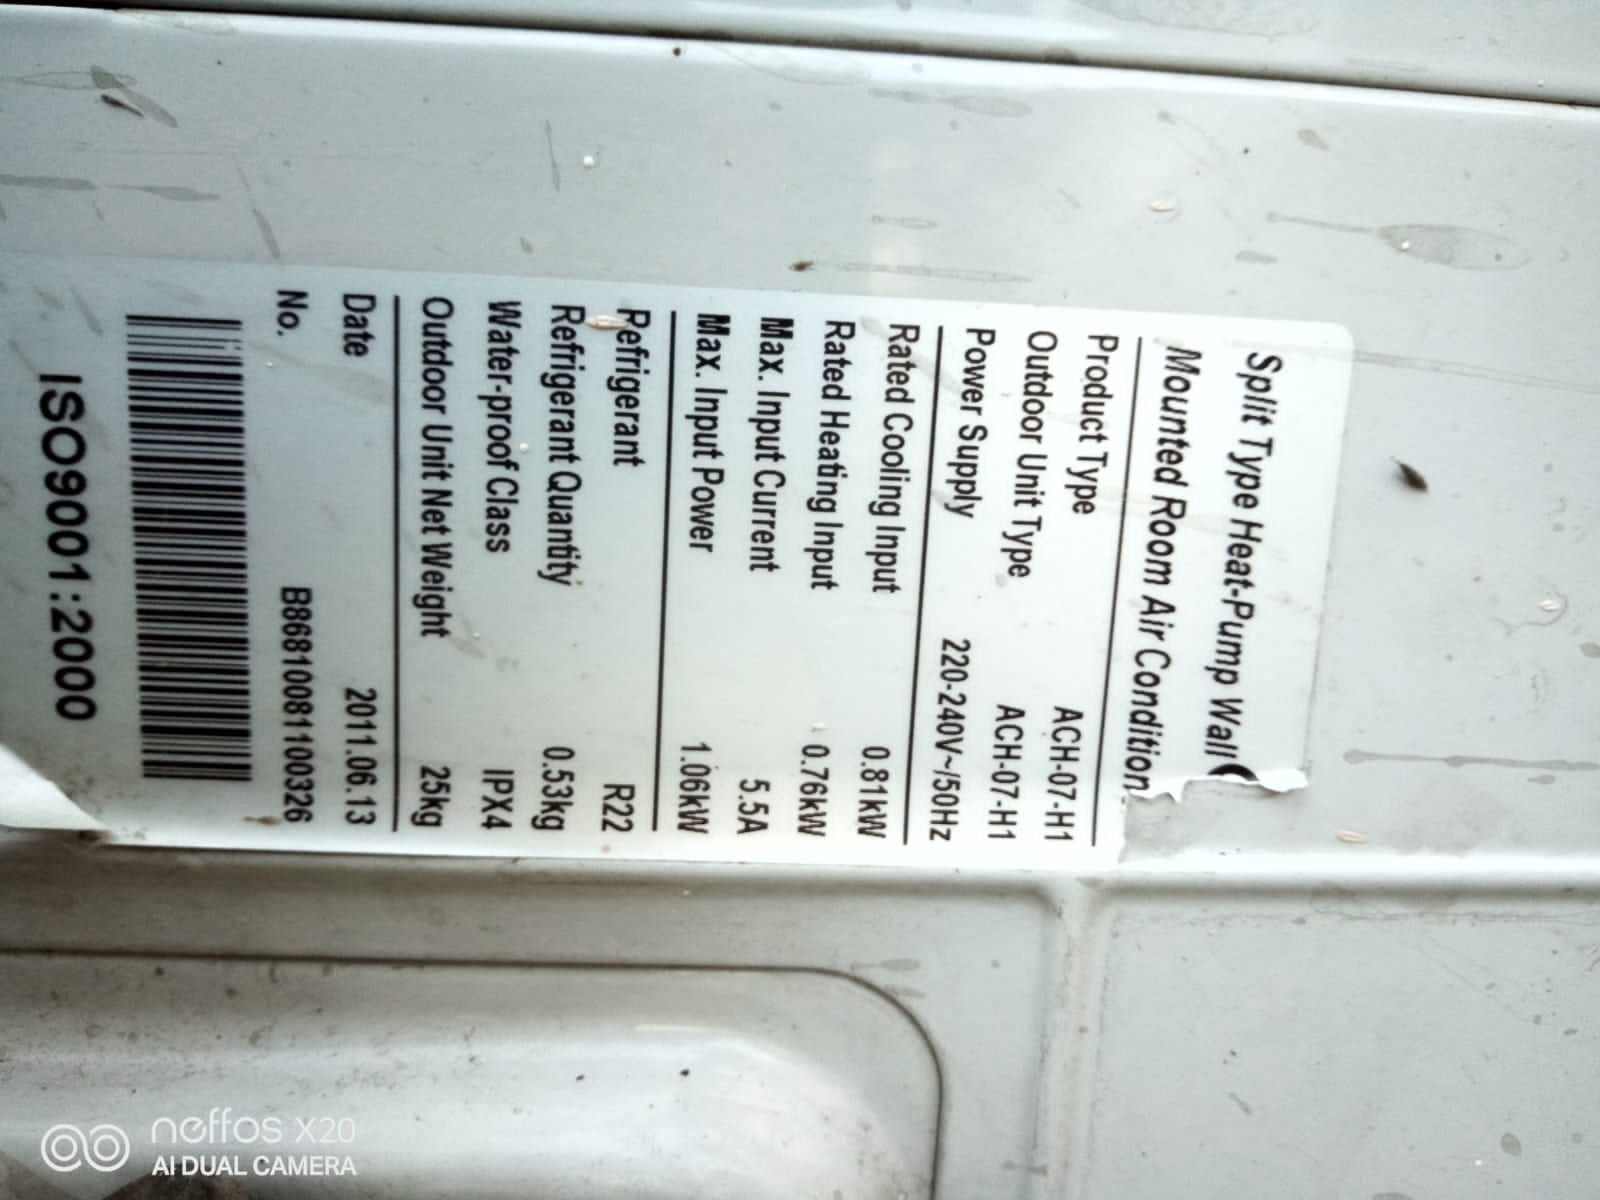 Split Type Heat-Pump Wall
Mounted Room Air Condition
Product Type ACH-07-H1
Outdoor Unit Type ACH-07-H1
Power Supply 220-240V~/50Hz
Rated Cooling Input 0.81kW
Rated Heating Input 0.76kW
Max. Input Current 5.5A
Max. Input Power 1.06kW
Refrigerant R22
Refrigerant Quantity 0.53kg
Water-proof Class IPX4
Outdoor Unit Net Weight 25kg
Date 2011.06.13
No. B8681008110032​6
ISO9001:2000
neffos X20
AI DUAL CAMERA